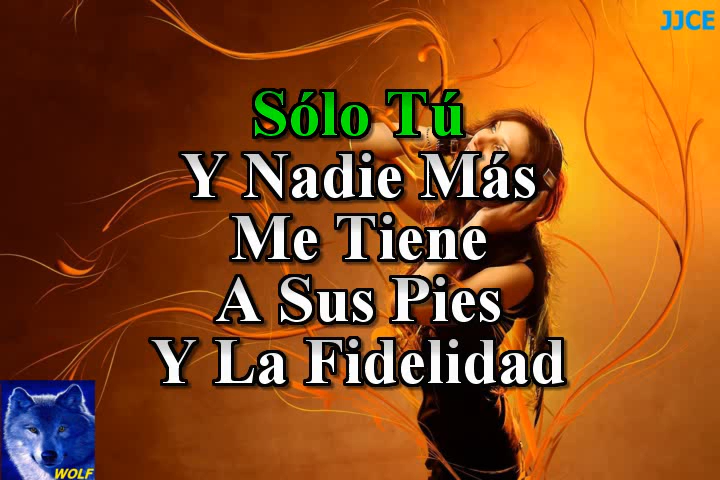 JJCE
Sólo Tú
Y Nadie Más
Me Tiene
A Sus Pies
Y La Fidelidad
WOLF